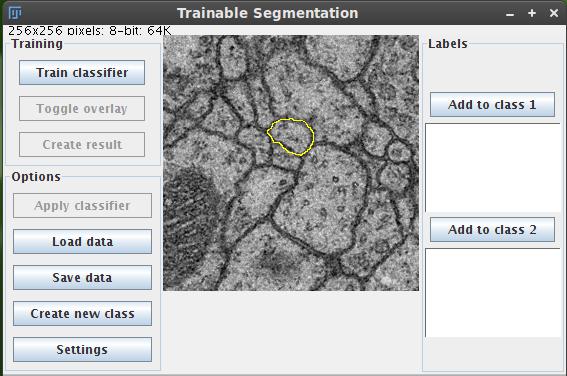 Trainable Segmentation
256x256 pixels; 8-bit; 64K
Training
Train classifier
Toggle overlay
Create result
Options
Apply classifier
Load data
Save data
Create new class
Settings
Labels
Add to class 1
Add to class 2